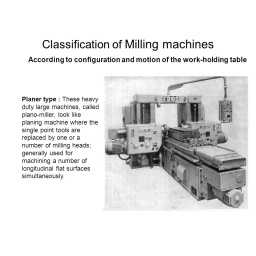 Classification of Milling machines
According to configuration and motion of the work-holding table
Planer type : These heavy
duty large machines, called
plano-miller, look like
planing machine where the
single point tools are
replaced by one or a
number of milling heads;
generally used for
machining a number of
longitudinal flat surfaces
simultaneously.